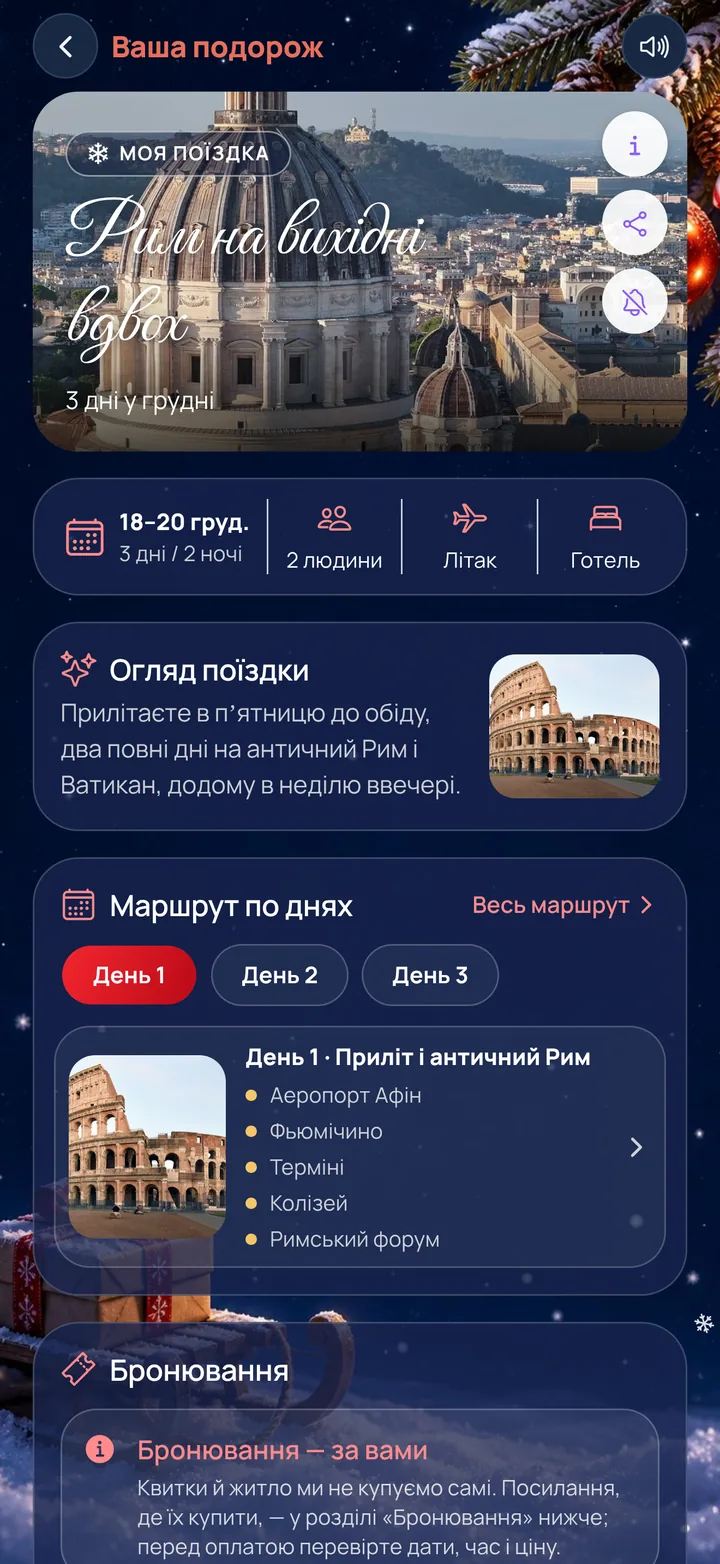 Ваша подорож
МОЯ ПОЇЗДКА
Рим на вихідні
вдвох
3 дні у грудні
18–20 груд.
3 дні / 2 ночі
2 людини
Літак
Готель
Огляд поїздки
Прилітаєте в п’ятницю до обіду,
два повні дні на античний Рим і
Ватикан, додому в неділю ввечері.
Маршрут по днях
Весь маршрут
День 1
День 2
День 3
День 1 · Приліт і античний Рим
Аеропорт Афін
Фьюмічино
Терміні
Колізей
Римський форум
Бронювання
Бронювання — за вами
Квитки й житло ми не купуємо самі. Посилання,
де їх купити, — у розділі «Бронювання» нижче;
перед оплатою перевірте дати, час і ціну.